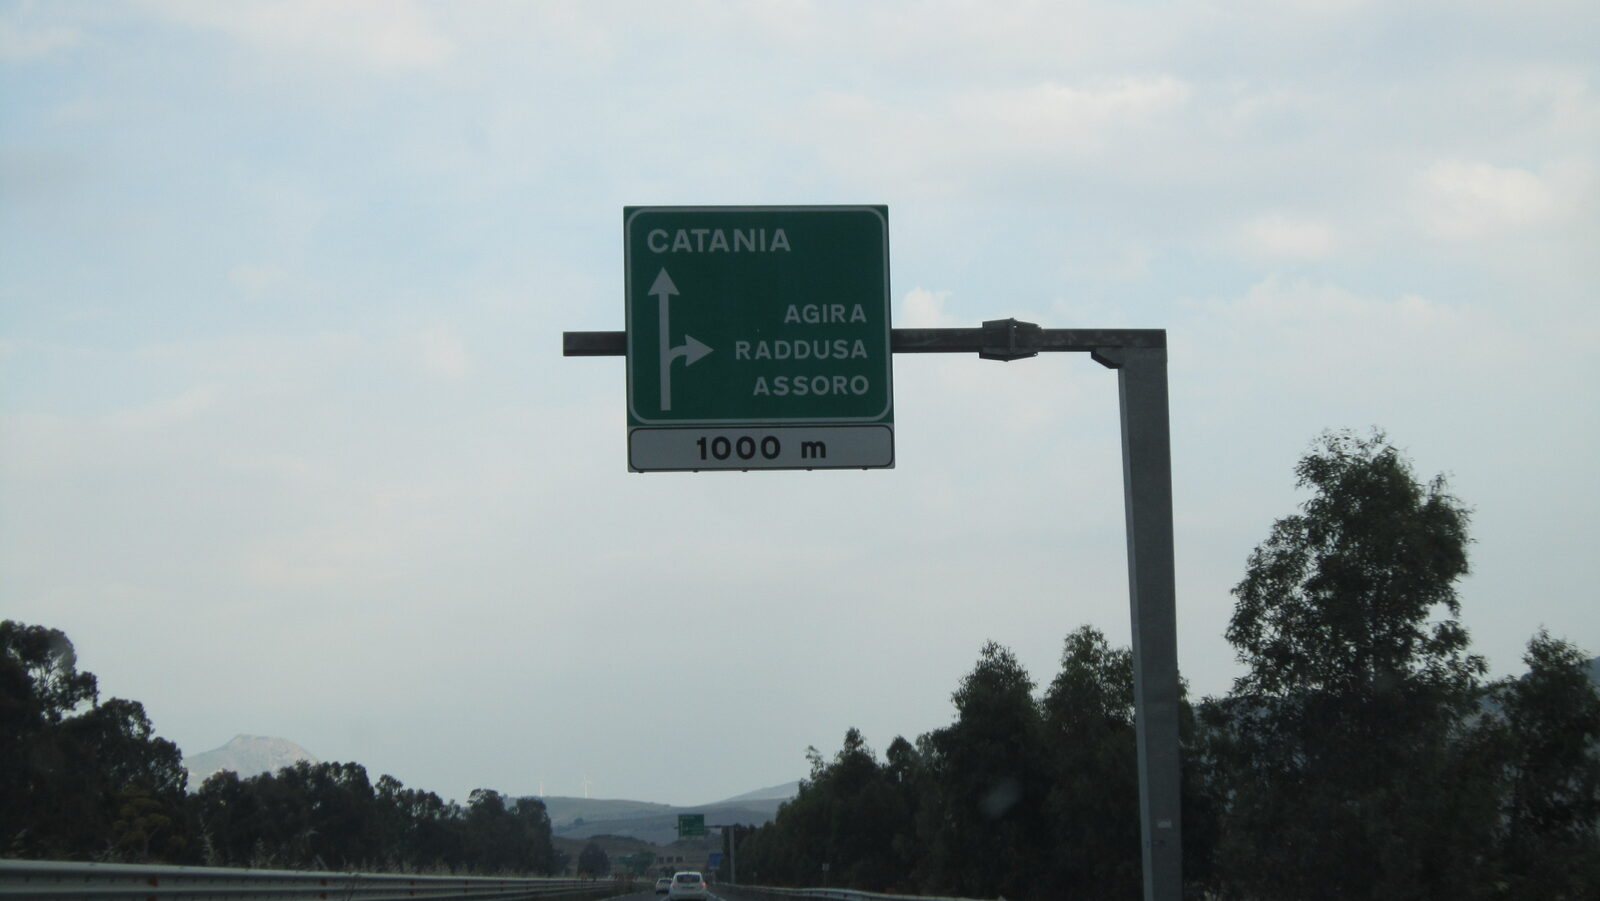 CATANIA
AGIRA
RADDUSA
ASSORO
1000 m